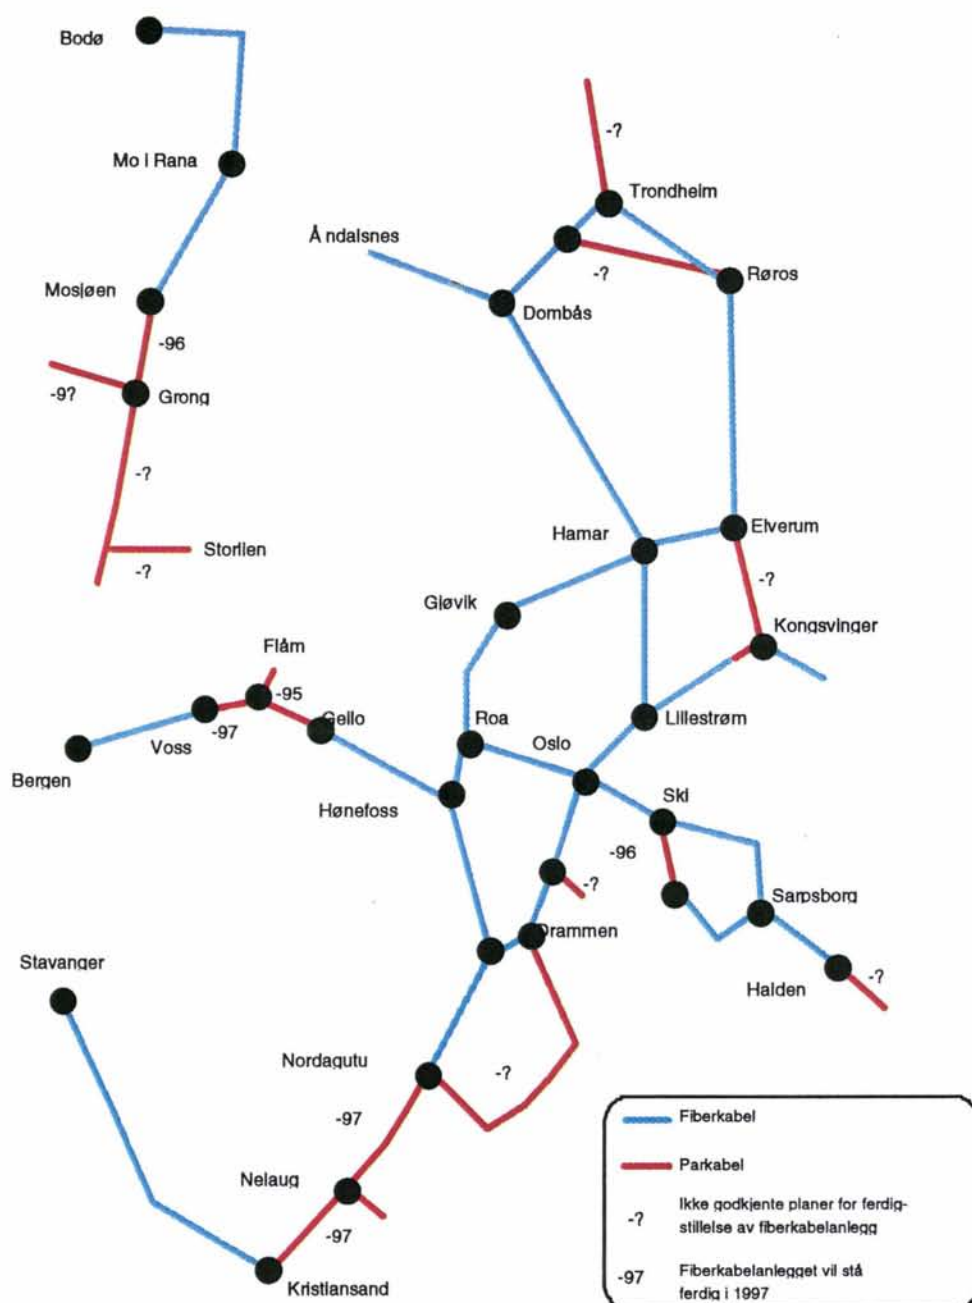 Bodø
Mo I Rana
Trondheim
-?
Å ndalsnes
-?
Røros
Mosjøen
Dombås
-96
-9?
Grong
-?
Hamar
Elverum
Storlien
-?
-?
Gjøvik
Kongsvinger
Flåm
-95
Geilo
Roa
Lillestrøm
-97
Voss
Oslo
Bergen
Hønefoss
Ski
-96
-?
Sarpsborg
Drammen
Stavanger
-?
Halden
Nordagutu
-?
-97
Fiberkabel
Parkabel
Nelaug
-?
Ikke godkjente planer for ferdig-
stillelse av fiberkabelanlegg
-97
-97
Fiberkabelanlegget vil stå
ferdig i 1997
Kristiansand